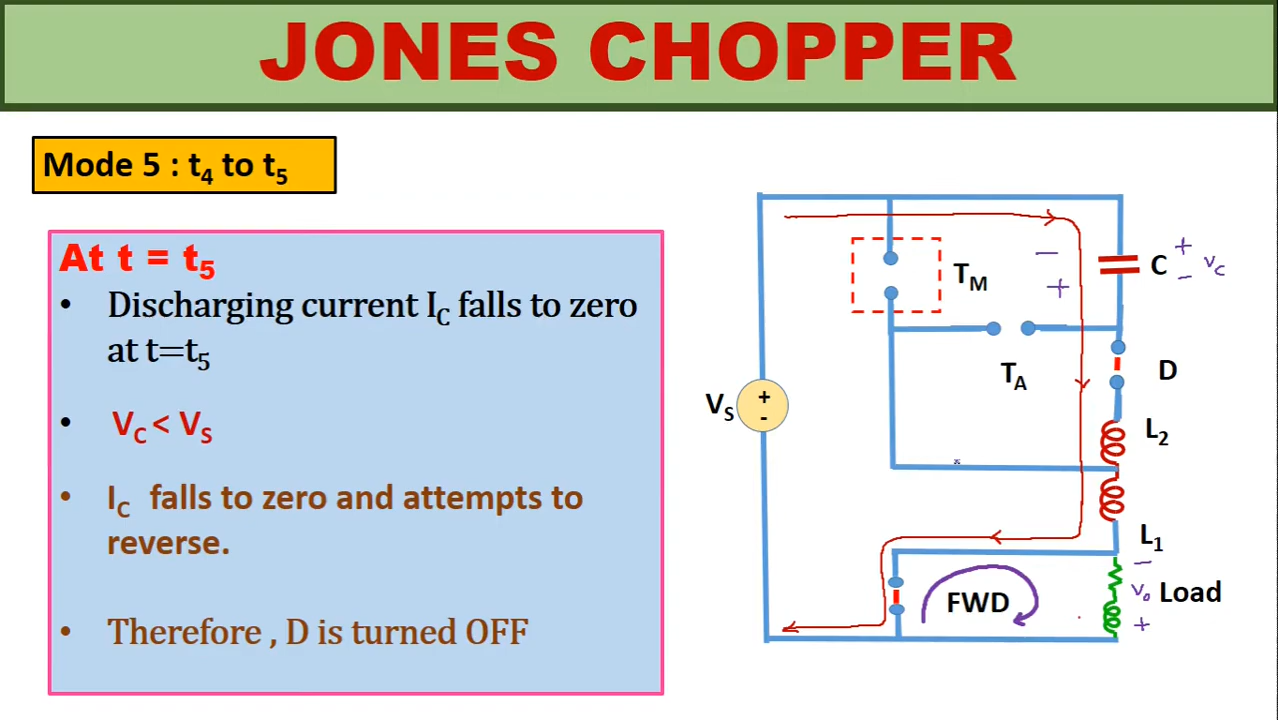 JONES CHOPPER
Mode 5 : t4 to t5
At t = t5
• Discharging current IC falls to zero
at t=t5
• VC < VS
• IC falls to zero and attempts to
reverse.
• Therefore , D is turned OFF
VS
+
-
TM
TA
−
+
C
+
-
vC
D
L2
L1
FWD
−
v0
+
Load